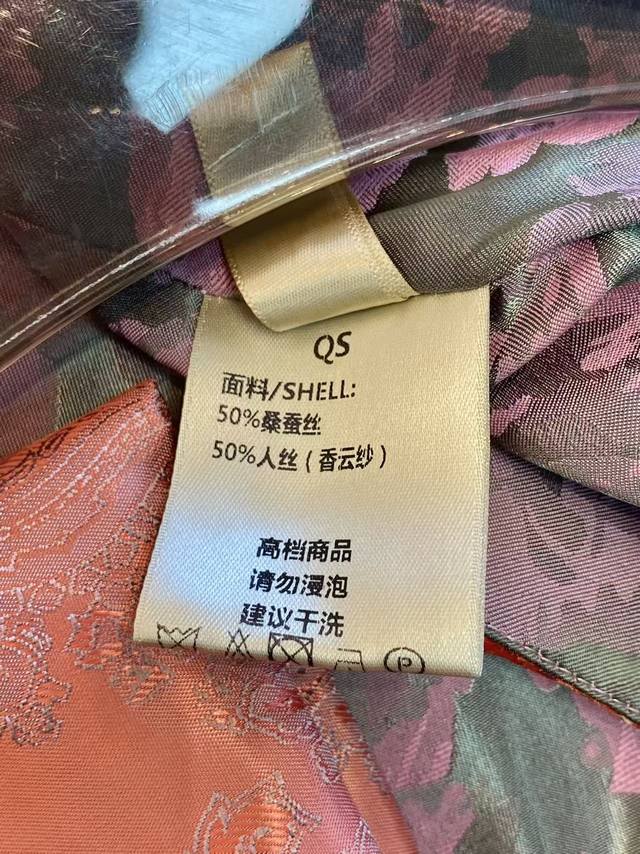 QS
面料/SHELL:
50%桑蚕丝
50%人丝（香云纱）
高档商品
请勿浸泡
建议干洗
P